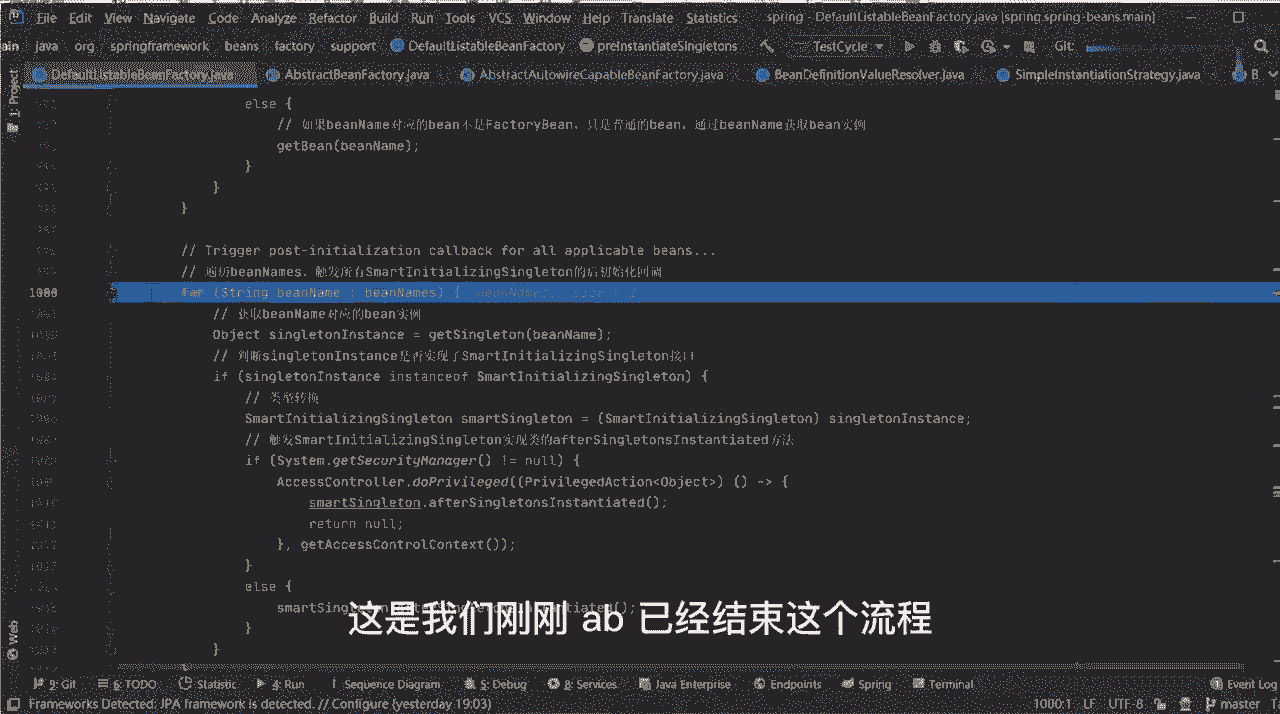 File Edit View Navigate Code Analyze Refactor Build Run Tools VCS Window Help Translate Statistics spring - DefaultListableBeanFactory.java [spring.spring-beans.main]
ain java org springframework beans factory support DefaultListableBeanFactory preInstantiateSingletons TestCycle Git:
DefaultListableBeanFactory.java AbstractBeanFactory.java AbstractAutowireCapableBeanFactory.java BeanDefinitionValueResolver.java SimpleInstantiationStrategy.java B
1: Project
else {
// 如果beanName对应的bean不是FactoryBean，只是普通的bean，通过beanName获取bean实例
getBean(beanName);
}
}
}
// Trigger post-initialization callback for all applicable beans...
// 遍历beanNames，触发所有SmartInitializingSingleton的后初始化回调
for (String beanName : beanNames) {
// 获取beanName对应的bean实例
Object singletonInstance = getSingleton(beanName);
// 判断singletonInstance是否实现了SmartInitializingSingleton接口
if (singletonInstance instanceof SmartInitializingSingleton) {
// 类型转换
SmartInitializingSingleton smartSingleton = (SmartInitializingSingleton) singletonInstance;
// 触发SmartInitializingSingleton实现类的afterSingletonsInstantiated方法
if (System.getSecurityManager() != null) {
AccessController.doPrivileged((PrivilegedAction<Object>) () -> {
smartSingleton.afterSingletonsInstantiated();
return null;
}, getAccessControlContext());
}
else {
这是我们刚刚 ab 已经结束这个流程
}
}
Web
9: Git 6: TODO Statistic 4: Run Sequence Diagram 5: Debug 8: Services Java Enterprise Endpoints Spring Terminal Event Log
Frameworks Detected: JPA framework is detected. // Configure (yesterday 19:03) 1000:1 LF UTF-8 master